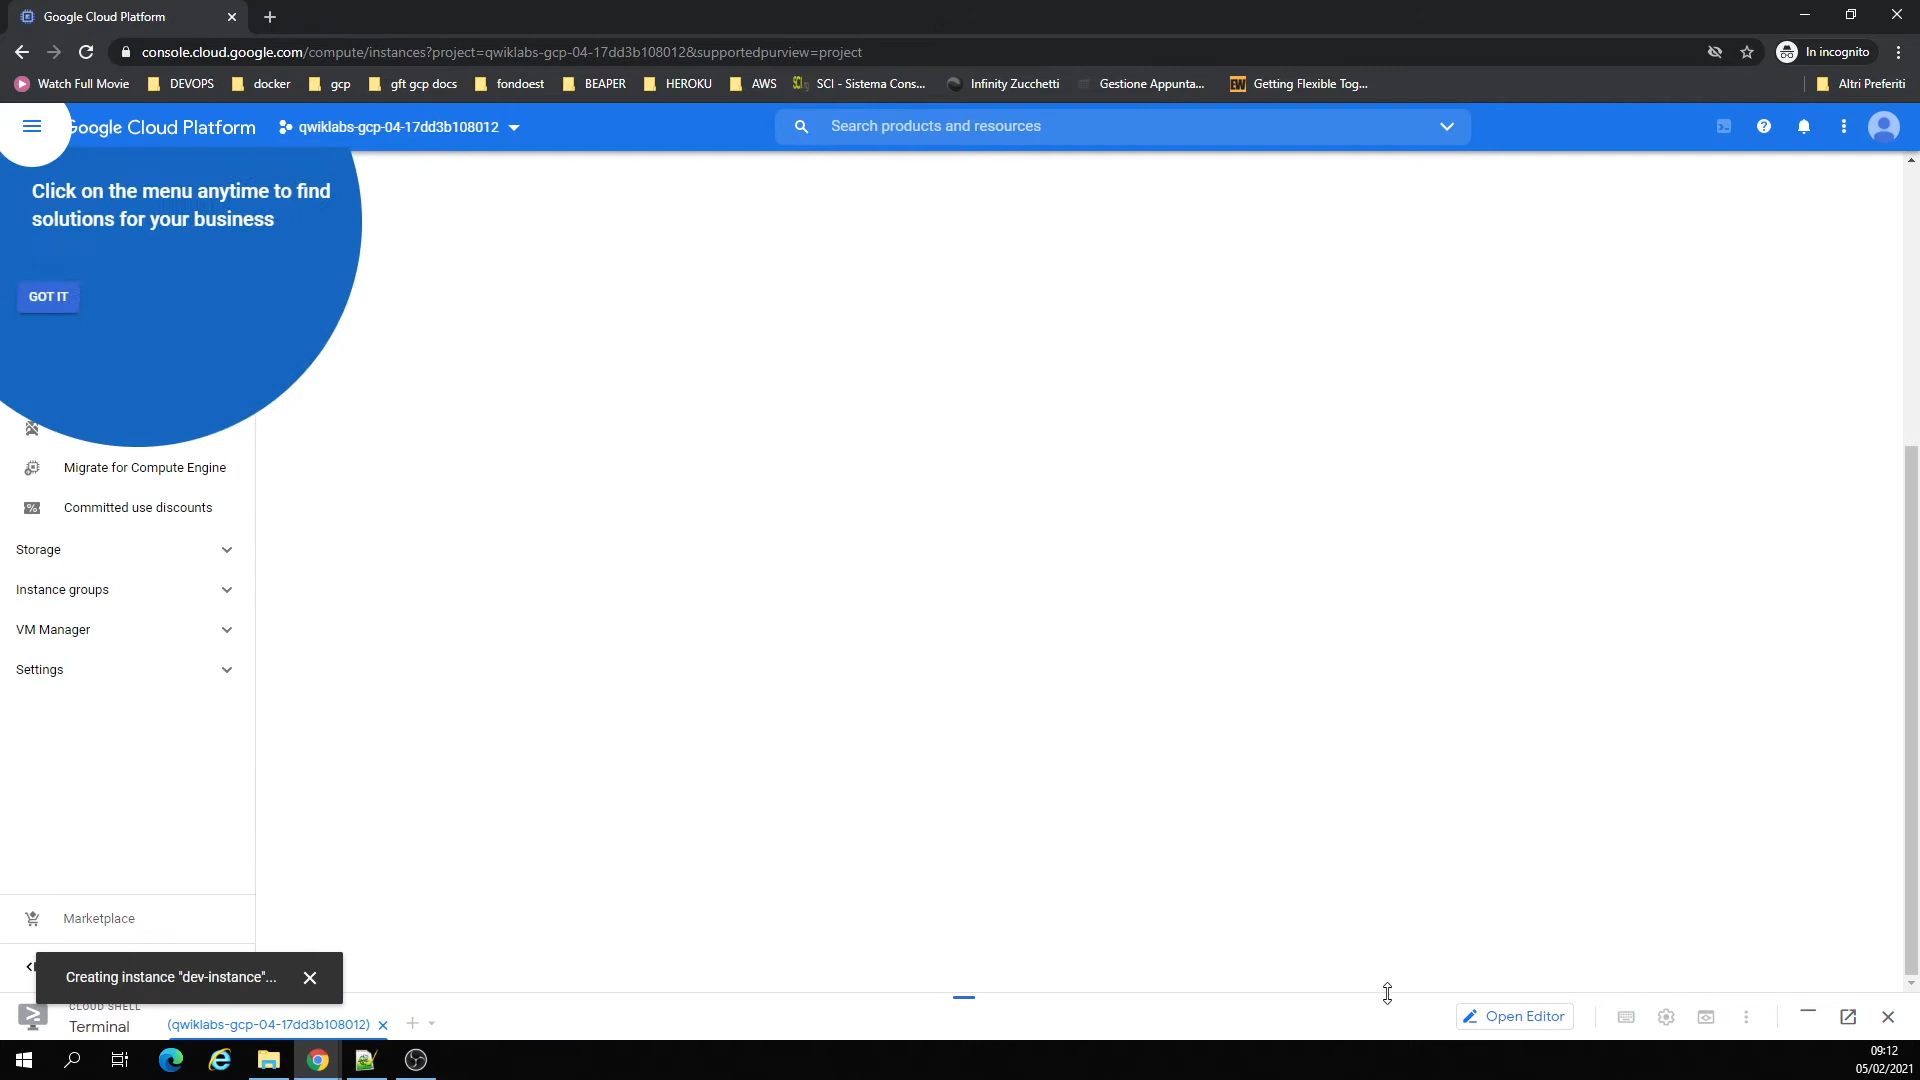 Google Cloud Platform
console.cloud.google.com/compute/instances?project=qwiklabs-gcp-04-17dd3b108012&supportedpurview=project
In incognito
Watch Full Movie
DEVOPS
docker
gcp
gft gcp docs
fondoest
BEAPER
HEROKU
AWS
SCI - Sistema Cons...
Infinity Zucchetti
Gestione Appunta...
Getting Flexible Tog...
Altri Preferiti
Google Cloud Platform
qwiklabs-gcp-04-17dd3b108012
Search products and resources
Click on the menu anytime to find
solutions for your business
GOT IT
Migrate for Compute Engine
Committed use discounts
Storage
Instance groups
VM Manager
Settings
Marketplace
Creating instance "dev-instance"...
CLOUD SHELL
Terminal
(qwiklabs-gcp-04-17dd3b108012)
Open Editor
09:12
05/02/2021